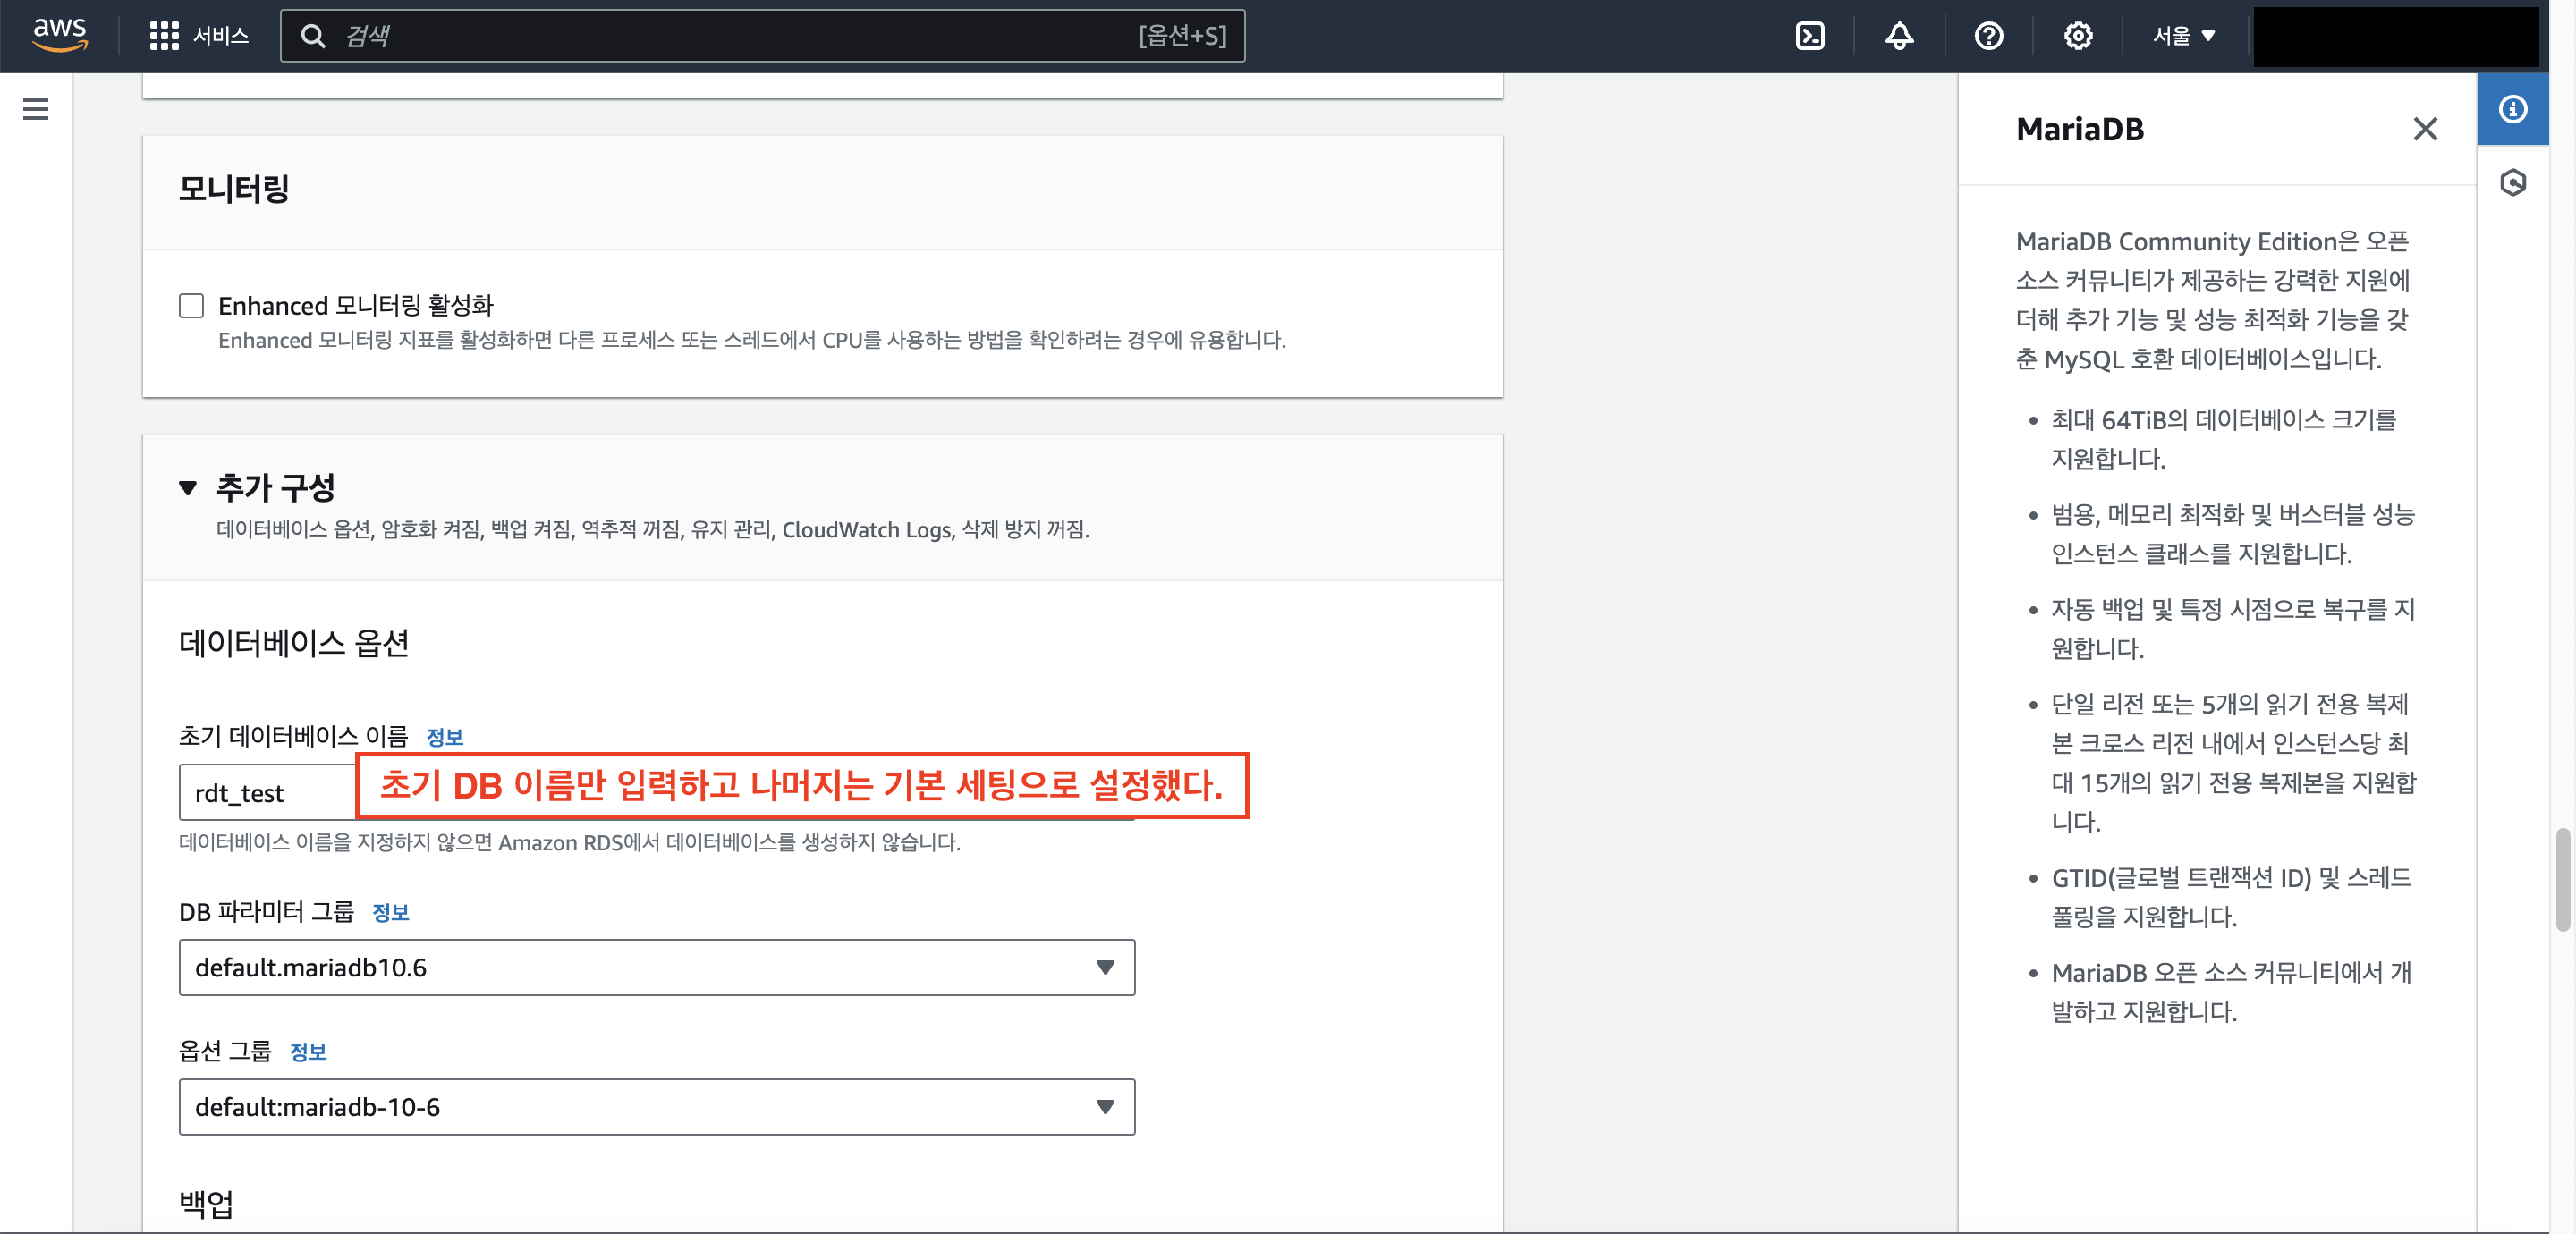 aws
서비스
검색
[옵션+S]
서울
모니터링
Enhanced 모니터링 활성화
Enhanced 모니터링 지표를 활성화하면 다른 프로세스 또는 스레드에서 CPU를 사용하는 방법을 확인하려는 경우에 유용합니다.
추가 구성
데이터베이스 옵션, 암호화 켜짐, 백업 켜짐, 역추적 꺼짐, 유지 관리, CloudWatch Logs, 삭제 방지 꺼짐.
데이터베이스 옵션
초기 데이터베이스 이름 정보
rdt_test
초기 DB 이름만 입력하고 나머지는 기본 세팅으로 설정했다.
데이터베이스 이름을 지정하지 않으면 Amazon RDS에서 데이터베이스를 생성하지 않습니다.
DB 파라미터 그룹 정보
default.mariadb10.6
옵션 그룹 정보
default:mariadb-10-6
백업
MariaDB
MariaDB Community Edition은 오픈
소스 커뮤니티가 제공하는 강력한 지원에
더해 추가 기능 및 성능 최적화 기능을 갖
춘 MySQL 호환 데이터베이스입니다.
• 최대 64TiB의 데이터베이스 크기를
지원합니다.
• 범용, 메모리 최적화 및 버스터블 성능
인스턴스 클래스를 지원합니다.
• 자동 백업 및 특정 시점으로 복구를 지
원합니다.
• 단일 리전 또는 5개의 읽기 전용 복제
본 크로스 리전 내에서 인스턴스당 최
대 15개의 읽기 전용 복제본을 지원합
니다.
• GTID(글로벌 트랜잭션 ID) 및 스레드
풀링을 지원합니다.
• MariaDB 오픈 소스 커뮤니티에서 개
발하고 지원합니다.